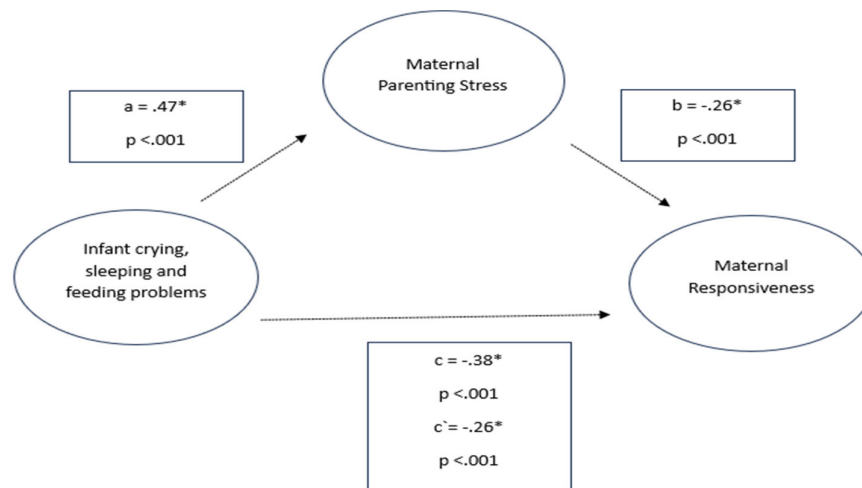 Maternal
Parenting Stress
a = .47*
p <.001
b = -.26*
p <.001
Infant crying,
sleeping and
feeding problems
Maternal
Responsiveness
c = -.38*
p <.001
c`= -.26*
p <.001